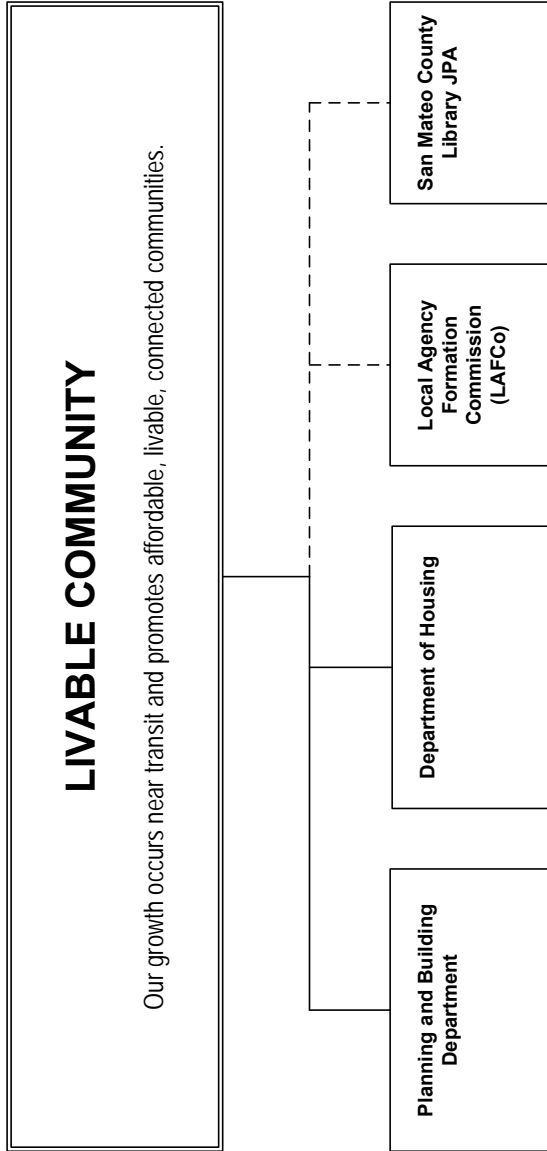 LIVABLE COMMUNITY
Our growth occurs near transit and promotes affordable, livable, connected communities.
Planning and Building
Department
Department of Housing
Local Agency
Formation
Commission
(LAFCo)
San Mateo County
Library JPA